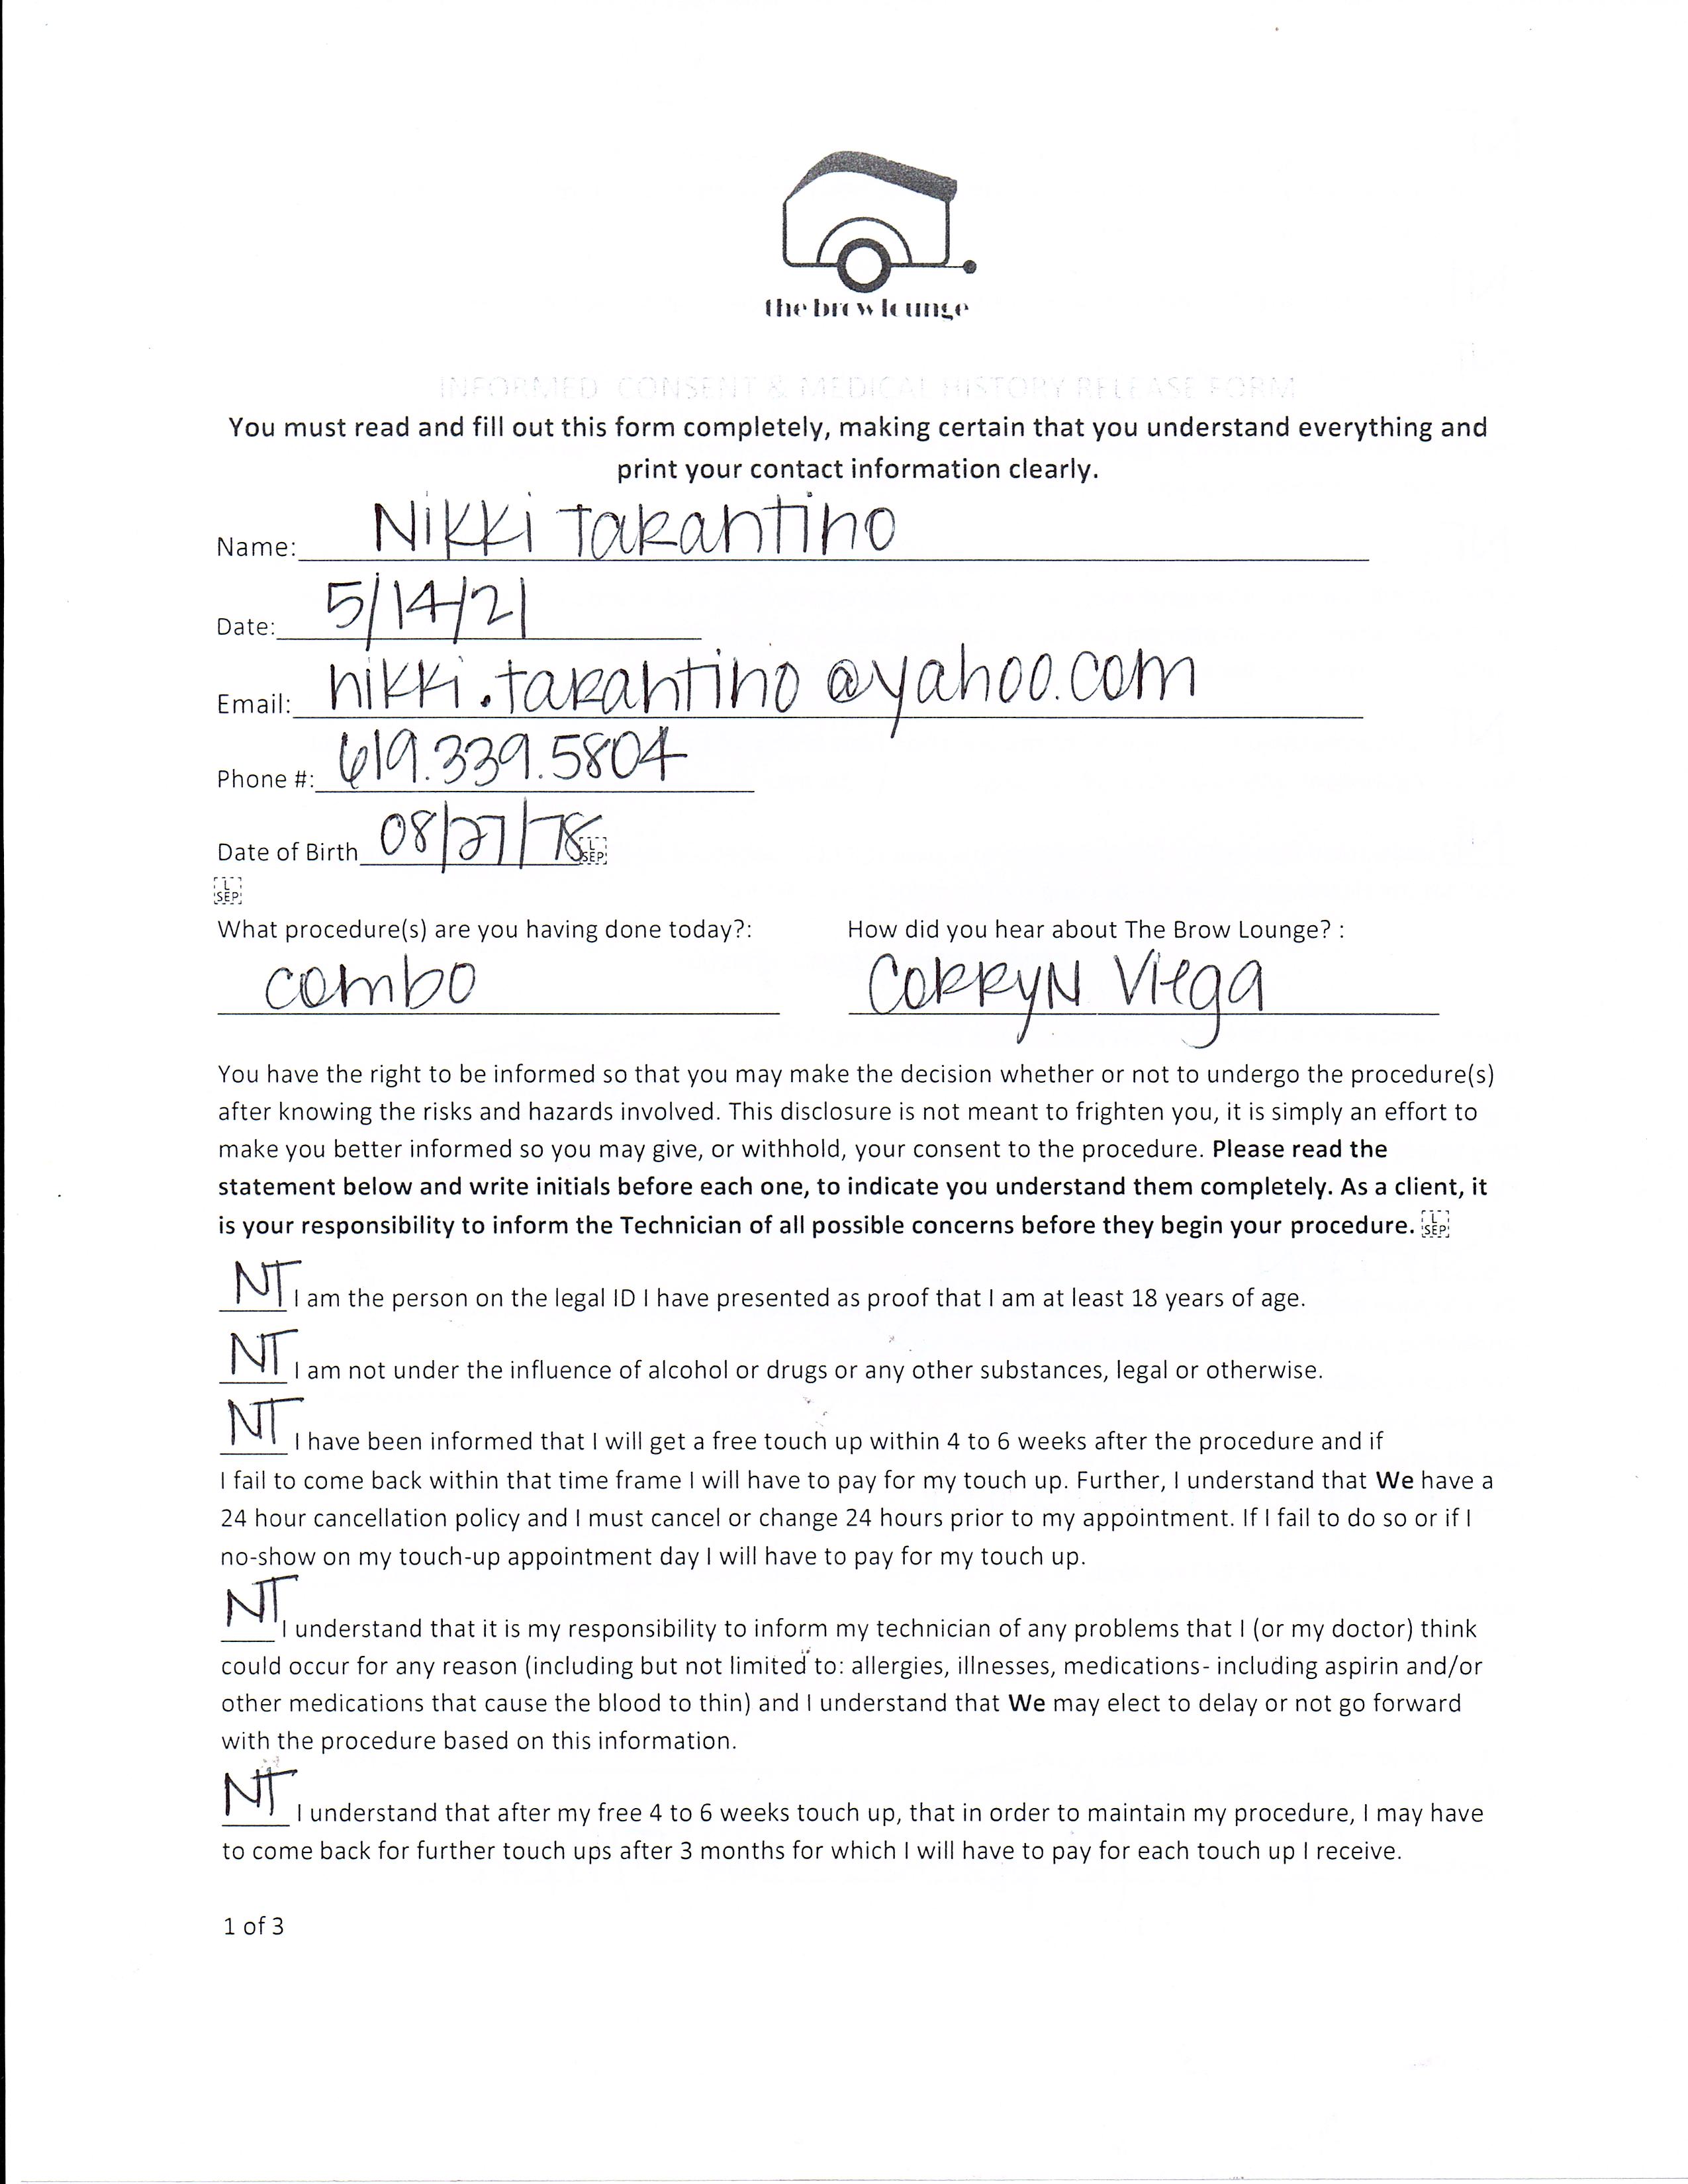 the brow lounge
INFORMED CONSENT & MEDICAL HISTORY RELEASE FORM
You must read and fill out this form completely, making certain that you understand everything and
print your contact information clearly.
Name: Nikki Tarantino
Date: 5/14/21
Email: nikki.tarantino@yahoo.com
Phone #: 619.339.5804
Date of Birth 08/27/78 L SEP
L SEP
What procedure(s) are you having done today?: How did you hear about The Brow Lounge? :
combo CORRYN Viega
You have the right to be informed so that you may make the decision whether or not to undergo the procedure(s)
after knowing the risks and hazards involved. This disclosure is not meant to frighten you, it is simply an effort to
make you better informed so you may give, or withhold, your consent to the procedure. Please read the
statement below and write initials before each one, to indicate you understand them completely. As a client, it
is your responsibility to inform the Technician of all possible concerns before they begin your procedure. L SEP
NT I am the person on the legal ID I have presented as proof that I am at least 18 years of age.
NT I am not under the influence of alcohol or drugs or any other substances, legal or otherwise.
NT I have been informed that I will get a free touch up within 4 to 6 weeks after the procedure and if
I fail to come back within that time frame I will have to pay for my touch up. Further, I understand that We have a
24 hour cancellation policy and I must cancel or change 24 hours prior to my appointment. If I fail to do so or if I
no-show on my touch-up appointment day I will have to pay for my touch up.
NT I understand that it is my responsibility to inform my technician of any problems that I (or my doctor) think
could occur for any reason (including but not limited to: allergies, illnesses, medications- including aspirin and/or
other medications that cause the blood to thin) and I understand that We may elect to delay or not go forward
with the procedure based on this information.
NT I understand that after my free 4 to 6 weeks touch up, that in order to maintain my procedure, I may have
to come back for further touch ups after 3 months for which I will have to pay for each touch up I receive.
1 of 3